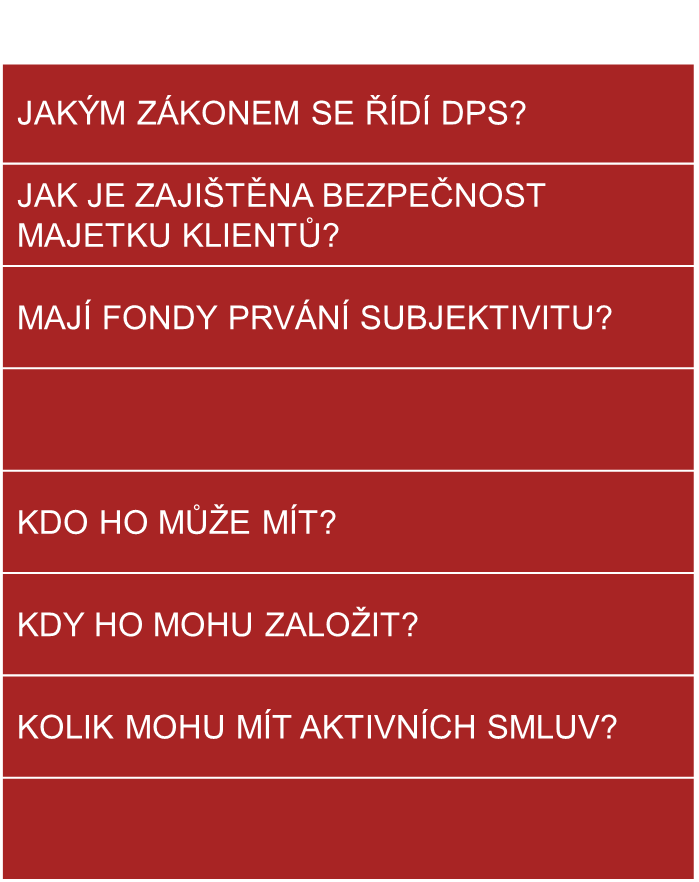 JAKÝM ZÁKONEM SE ŘÍDÍ DPS?
JAK JE ZAJIŠTĚNA BEZPEČNOST
MAJETKU KLIENTŮ?
MAJÍ FONDY PRVÁNÍ SUBJEKTIVITU?
KDO HO MŮŽE MÍT?
KDY HO MOHU ZALOŽIT?
KOLIK MOHU MÍT AKTIVNÍCH SMLUV?